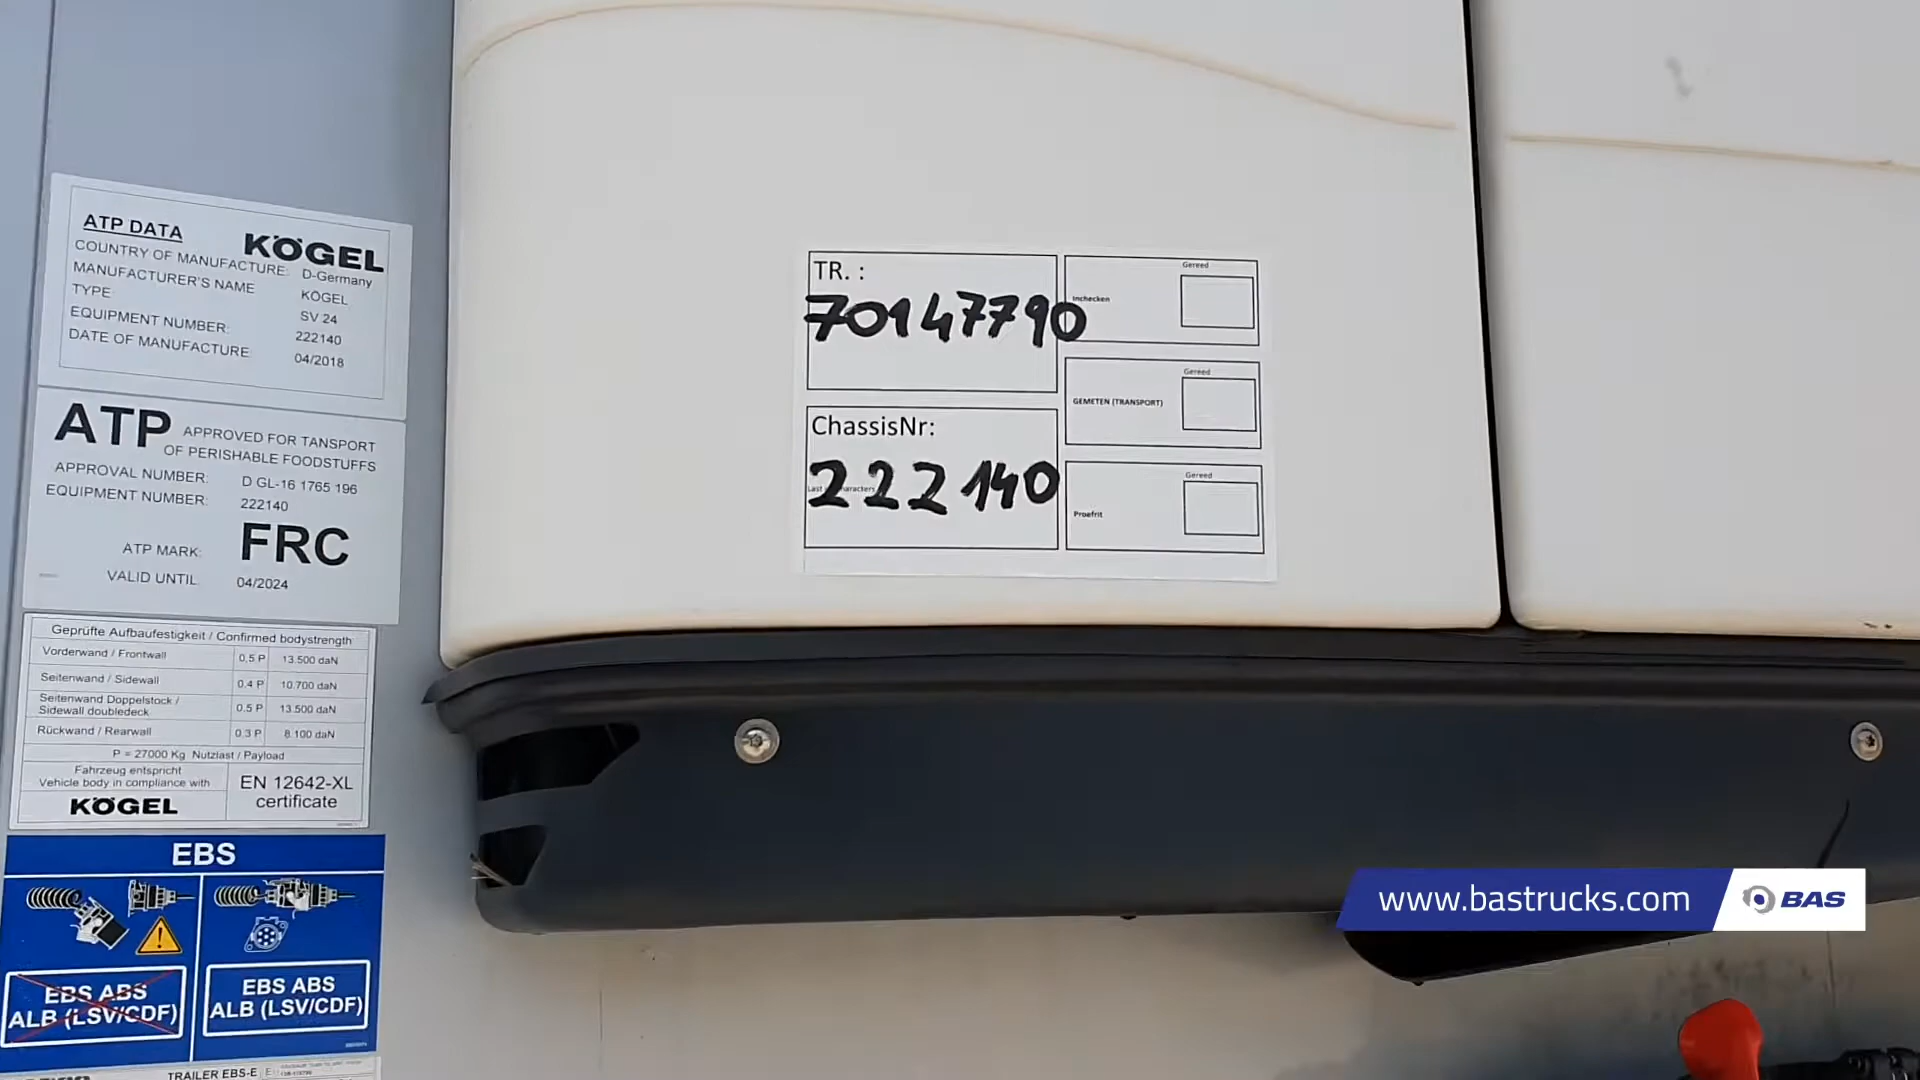 ATP DATA
KÖGEL
COUNTRY OF MANUFACTURE: D-Germany
MANUFACTURER'S NAME KÖGEL
TYPE: SV 24
EQUIPMENT NUMBER: 222140
DATE OF MANUFACTURE 04/2018
ATP APPROVED FOR TANSPORT
OF PERISHABLE FOODSTUFFS
APPROVAL NUMBER: D GL-16 1765 196
EQUIPMENT NUMBER: 222140
ATP MARK: FRC
VALID UNTIL 04/2024
Geprüfte Aufbaufestigkeit / Confirmed bodystrength
Vorderwand / Frontwall 0,5 P 13.500 daN
Seitenwand / Sidewall 0,4 P 10.700 daN
Seitenwand Doppelstock /
Sidewall doubledeck 0,5 P 13.500 daN
Rückwand / Rearwall 0,3 P 8.100 daN
P = 27000 Kg Nutzlast / Payload
Fahrzeug entspricht
Vehicle body in compliance with
KÖGEL
EN 12642-XL
certificate
EBS
EBS ABS
ALB (LSV/CDF)
EBS ABS
ALB (LSV/CDF)
TRAILER EBS-E
TR. :
70147790
ChassisNr:
222140
Gereed
Inchecken
Gereed
GEMETEN (TRANSPORT)
Gereed
Proefrit
www.bastrucks.com
BAS